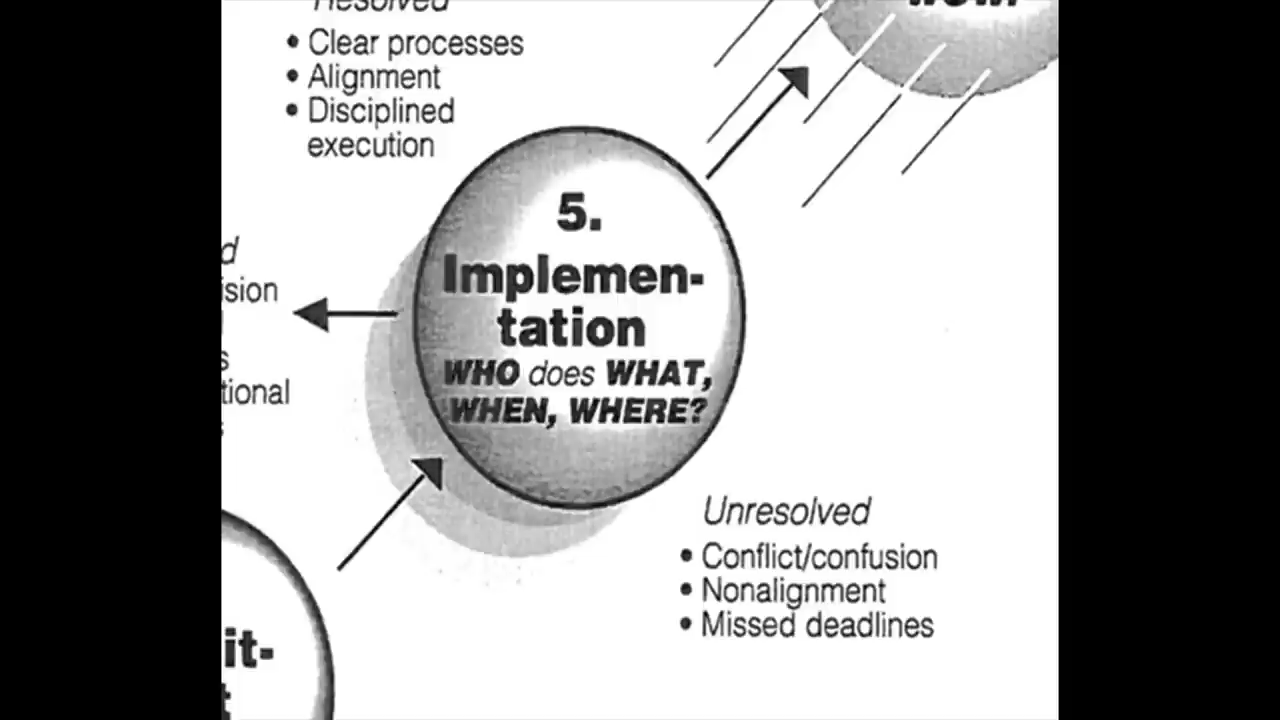 Resolved
• Clear processes
• Alignment
• Disciplined
execution
5.
Implemen-
tation
WHO does WHAT,
WHEN, WHERE?
Unresolved
• Conflict/confusion
• Nonalignment
• Missed deadlines